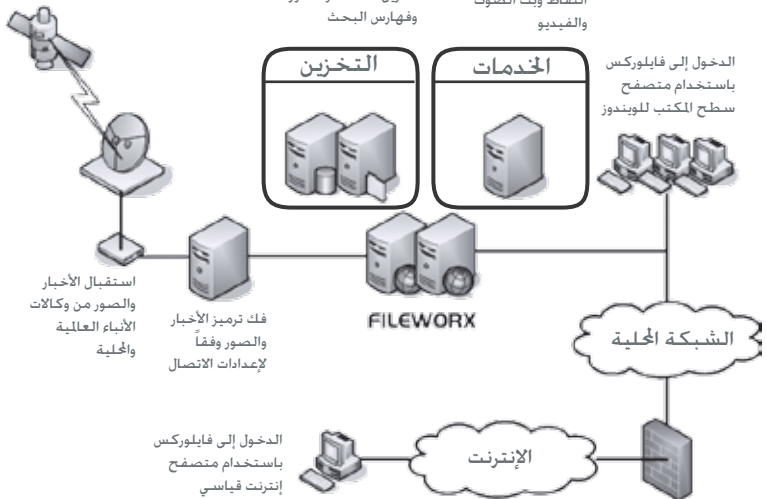 وفهارس البحث
والفيديو
التخزين
الخدمات
الدخول إلى فايلوركس
باستخدام متصفح
سطح المكتب للويندوز
استقبال الأخبار
والصور من وكالات
الأنباء العالمية
والمحلية
فك ترميز الأخبار
والصور وفقاً
لإعدادات الاتصال
FILEWORX
الشبكة المحلية
الدخول إلى فايلوركس
باستخدام متصفح
إنترنت قياسي
الإنترنت